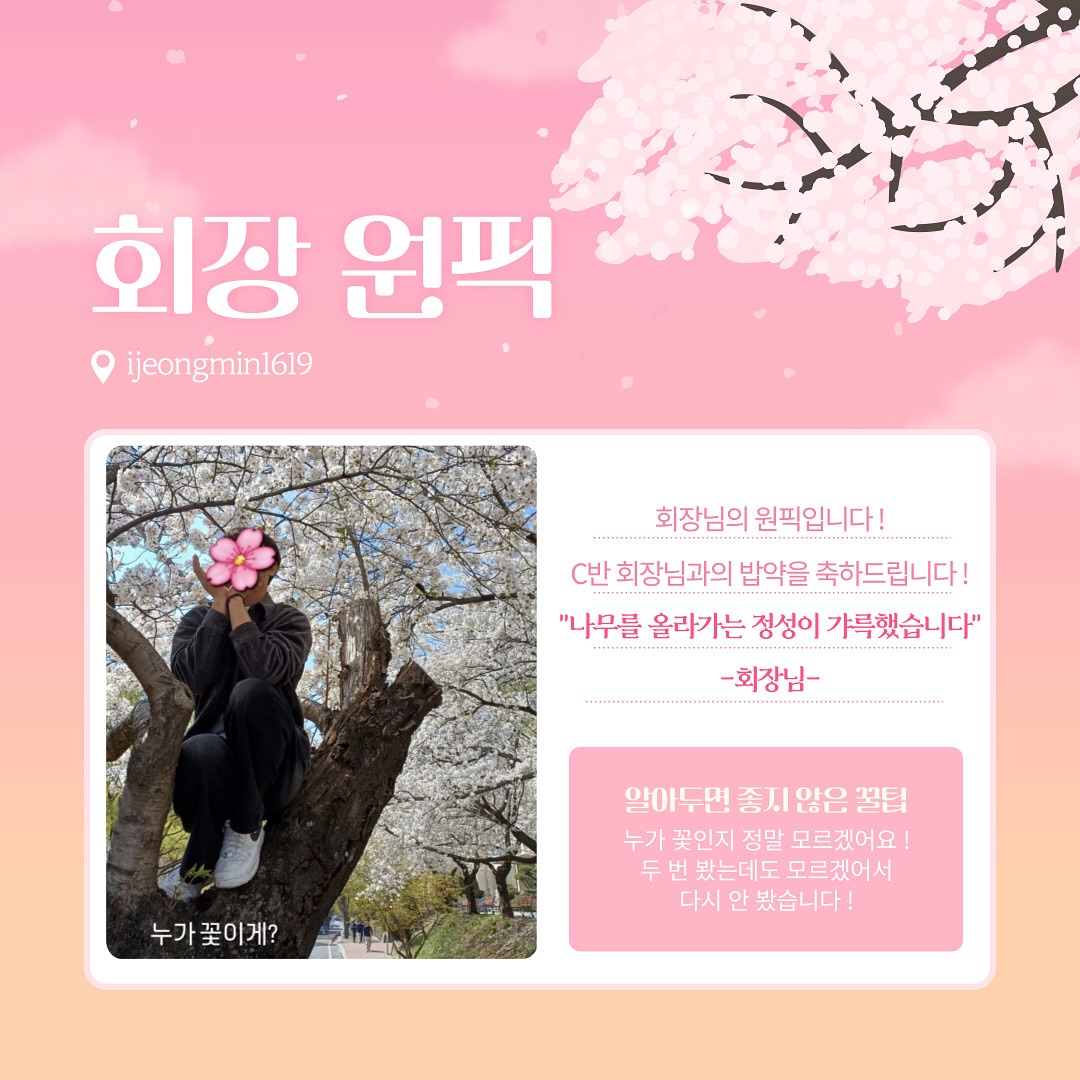 회장 원픽
ijeongmin1619
회장님의 원픽입니다 !
C반 회장님과의 밥약을 축하드립니다 !
"나무를 올라가는 정성이 갸륵했습니다"
-회장님-
알아두면 좋지 않은 꿀팁
누가 꽃인지 정말 모르겠어요 !
두 번 봤는데도 모르겠어서
다시 안 봤습니다 !
누가 꽃이게?